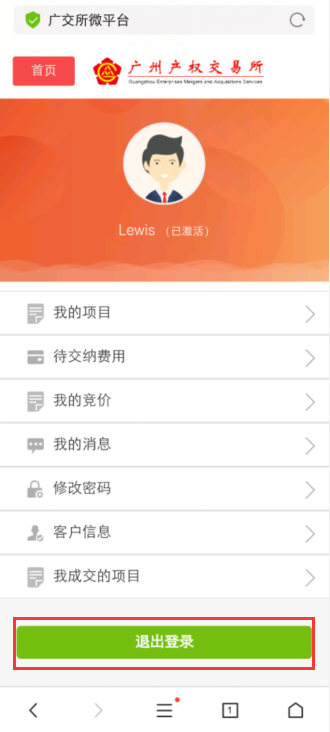 广交所微平台
首页
广州产权交易所
Guangzhou Enterprises Mergers and Acquisitions Services
Lewis （已激活）
我的项目
待交纳费用
我的竞价
我的消息
修改密码
客户信息
我成交的项目
退出登录
1